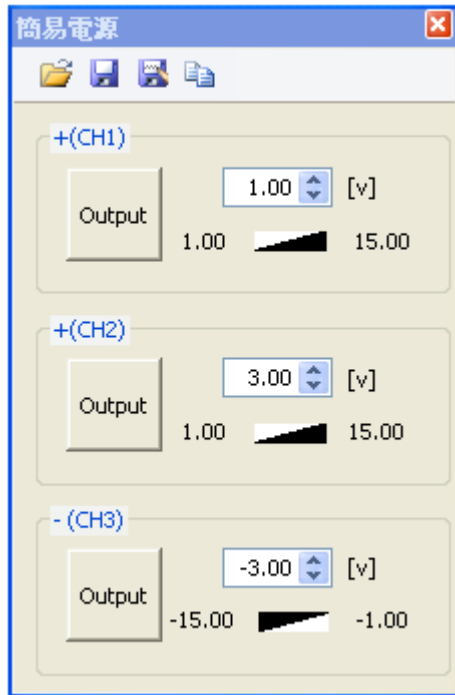 簡易電源
+(CH1)
1.00 [v]
Output
1.00 15.00
+(CH2)
3.00 [v]
Output
1.00 15.00
- (CH3)
-3.00 [v]
Output
-15.00 -1.00